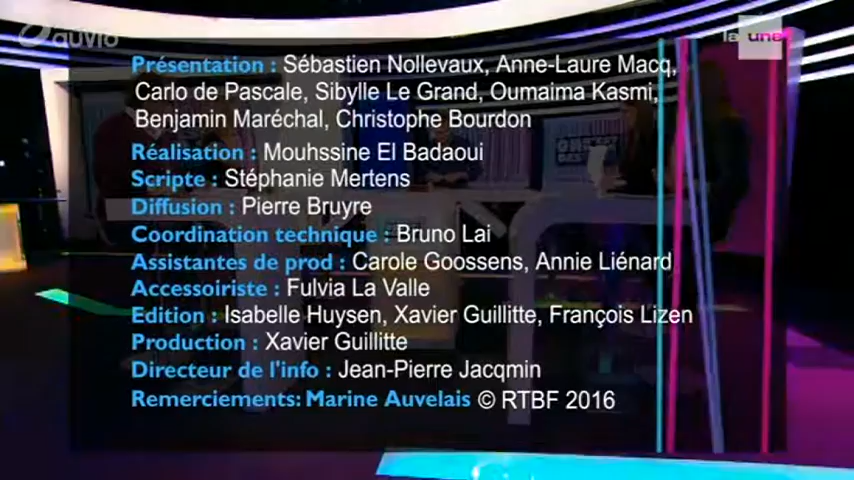 auvio
la une
Présentation : Sébastien Nollevaux, Anne-Laure Macq,
Carlo de Pascale, Sibylle Le Grand, Oumaima Kasmi,
Benjamin Maréchal, Christophe Bourdon
Réalisation : Mouhssine El Badaoui
Scripte : Stéphanie Mertens
Diffusion : Pierre Bruyre
Coordination technique : Bruno Lai
Assistantes de prod : Carole Goossens, Annie Liénard
Accessoiriste : Fulvia La Valle
Edition : Isabelle Huysen, Xavier Guillitte, François Lizen
Production : Xavier Guillitte
Directeur de l'info : Jean-Pierre Jacqmin
Remerciements: Marine Auvelais © RTBF 2016